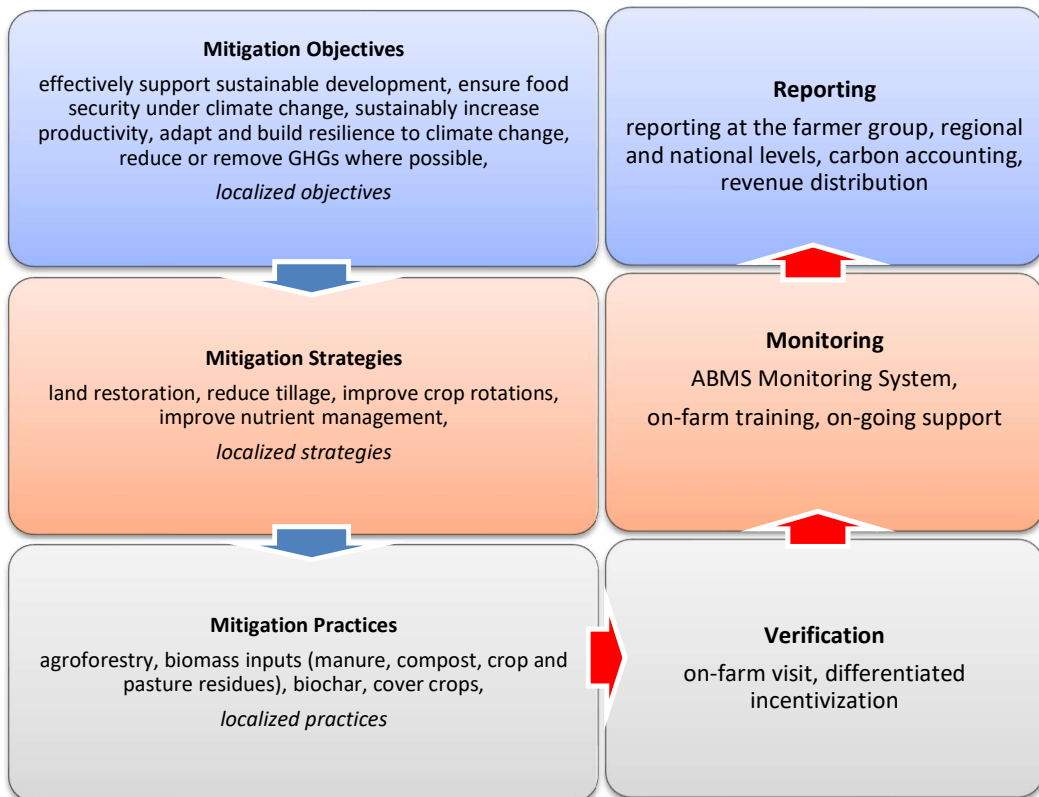 Mitigation Objectives
effectively support sustainable development, ensure food
security under climate change, sustainably increase
productivity, adapt and build resilience to climate change,
reduce or remove GHGs where possible,
localized objectives
Mitigation Strategies
land restoration, reduce tillage, improve crop rotations,
improve nutrient management,
localized strategies
Mitigation Practices
agroforestry, biomass inputs (manure, compost, crop and
pasture residues), biochar, cover crops,
localized practices
Verification
on-farm visit, differentiated
incentivization
Monitoring
ABMS Monitoring System,
on-farm training, on-going support
Reporting
reporting at the farmer group, regional
and national levels, carbon accounting,
revenue distribution